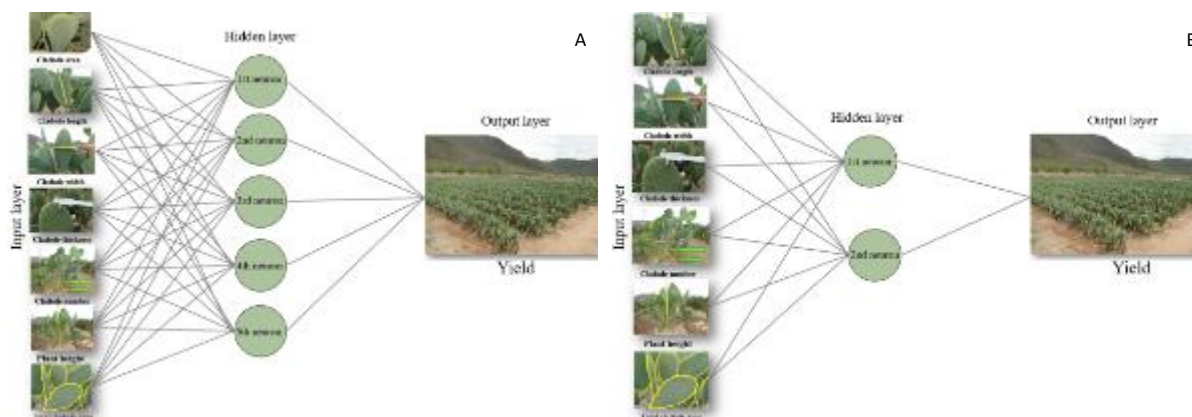 Hidden layer
A
Cladode area
1st neuron
Cladode length
2nd neuron
Output layer
Cladode width
3rd neuron
Input layer
Cladode thickness
4th neuron
Yield
Cladode number
5th neuron
Plant height
Cladode length
Hidden layer
Output layer
Cladode width
1st neuron
Cladode thickness
Input layer
2nd neuron
Yield
Cladode number
Plant height